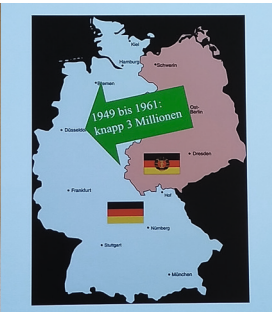 Kiel
Hamburg
Schwerin
Bremen
1949 bis 1961:
knapp 3 Millionen
Ost-
Berlin
Düsseldorf
Dresden
Frankfurt
Hof
Nürnberg
Stuttgart
München